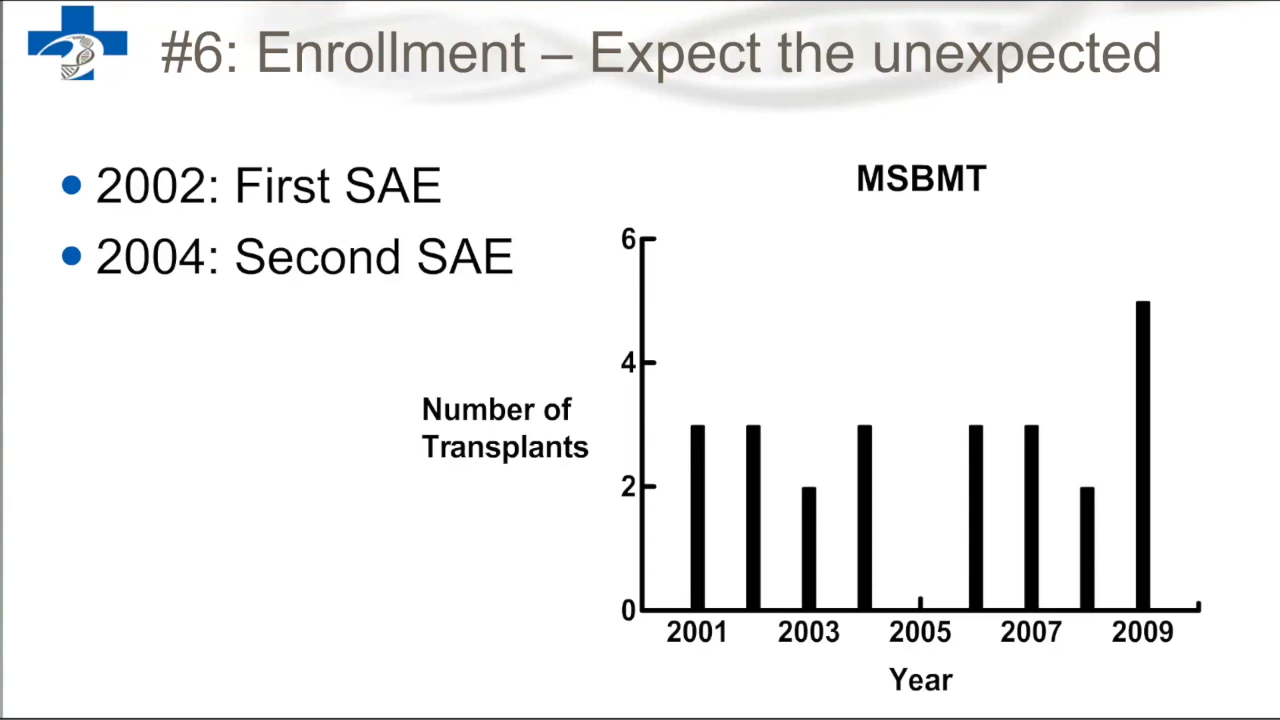 #6: Enrollment – Expect the unexpected
• 2002: First SAE
• 2004: Second SAE
MSBMT
6
4
Number of
Transplants
2
0
2001 2003 2005 2007 2009
Year